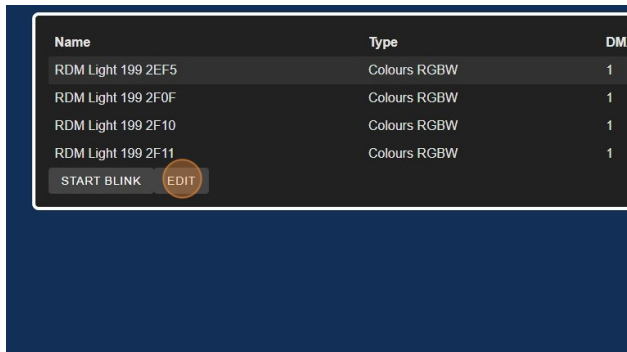 Name Type DM
RDM Light 199 2EF5 Colours RGBW 1
RDM Light 199 2F0F Colours RGBW 1
RDM Light 199 2F10 Colours RGBW 1
RDM Light 199 2F11 Colours RGBW 1
START BLINK EDIT